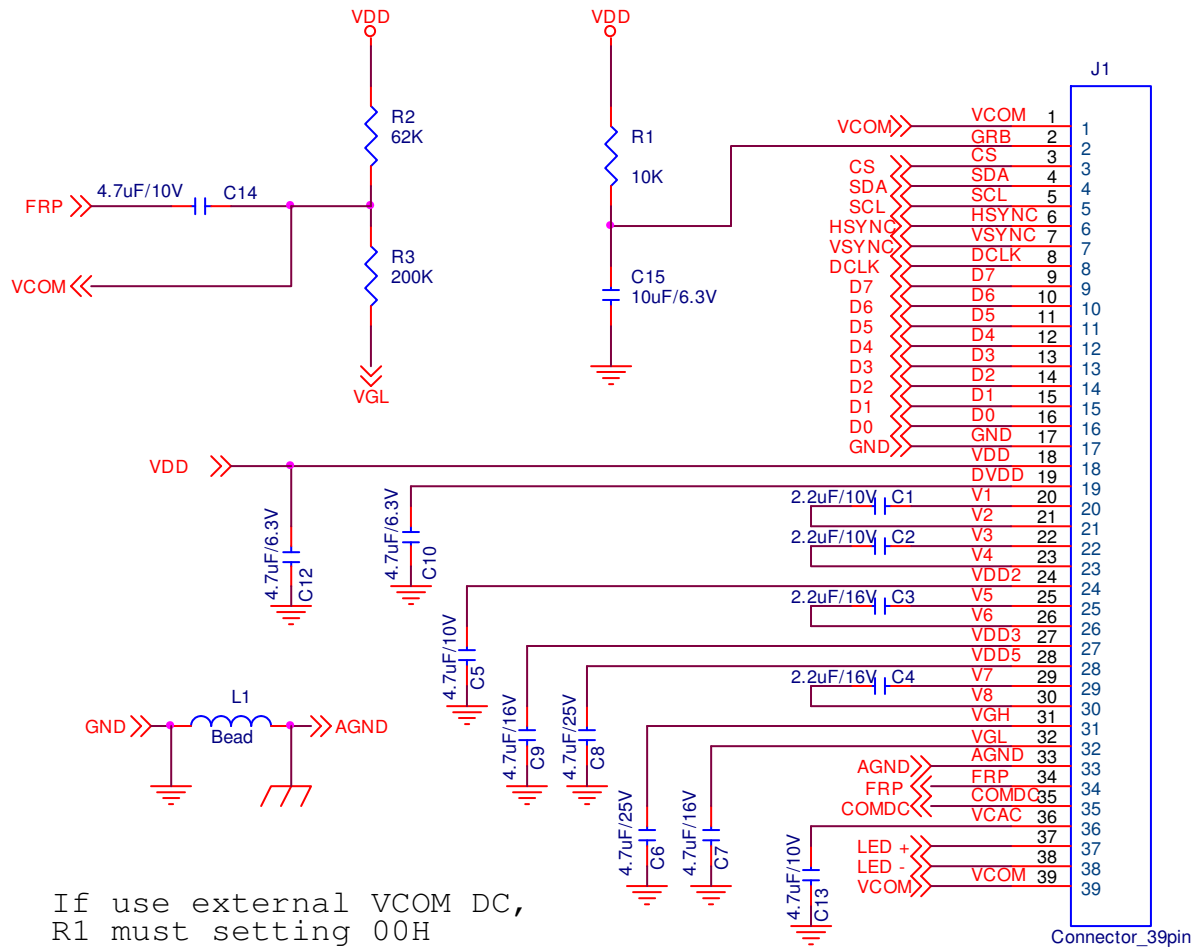 VDD
VDD
J1
R2
62K
R1
10K
4.7uF/10V
C14
FRP
VCOM
R3
200K
VGL
C15
10uF/6.3V
VCOM VCOM 1 1
GRB 2 2
CS CS 3 3
SDA SDA 4 4
SCL SCL 5 5
HSYNC HSYNC 6 6
VSYNC VSYNC 7 7
DCLK DCLK 8 8
D7 D7 9 9
D6 D6 10 10
D5 D5 11 11
D4 D4 12 12
D3 D3 13 13
D2 D2 14 14
D1 D1 15 15
D0 D0 16 16
GND GND 17 17
VDD VDD 18 18
DVDD 19 19
2.2uF/10V C1 V1 20 20
V2 21 21
2.2uF/10V C2 V3 22 22
V4 23 23
VDD2 24 24
2.2uF/16V C3 V5 25 25
V6 26 26
VDD3 27 27
VDD5 28 28
2.2uF/16V C4 V7 29 29
V8 30 30
VGH 31 31
VGL 32 32
AGND AGND 33 33
FRP FRP 34 34
COMDC COMDC 35 35
VCAC 36 36
LED + 37 37
LED - 38 38
VCOM VCOM 39 39
Connector_39pin
4.7uF/6.3V
C12
4.7uF/6.3V
C10
4.7uF/10V
C5
4.7uF/16V
C9
4.7uF/25V
C8
4.7uF/25V
C6
4.7uF/16V
C7
4.7uF/10V
C13
L1
GND
Bead
AGND
If use external VCOM DC,
R1 must setting 00H